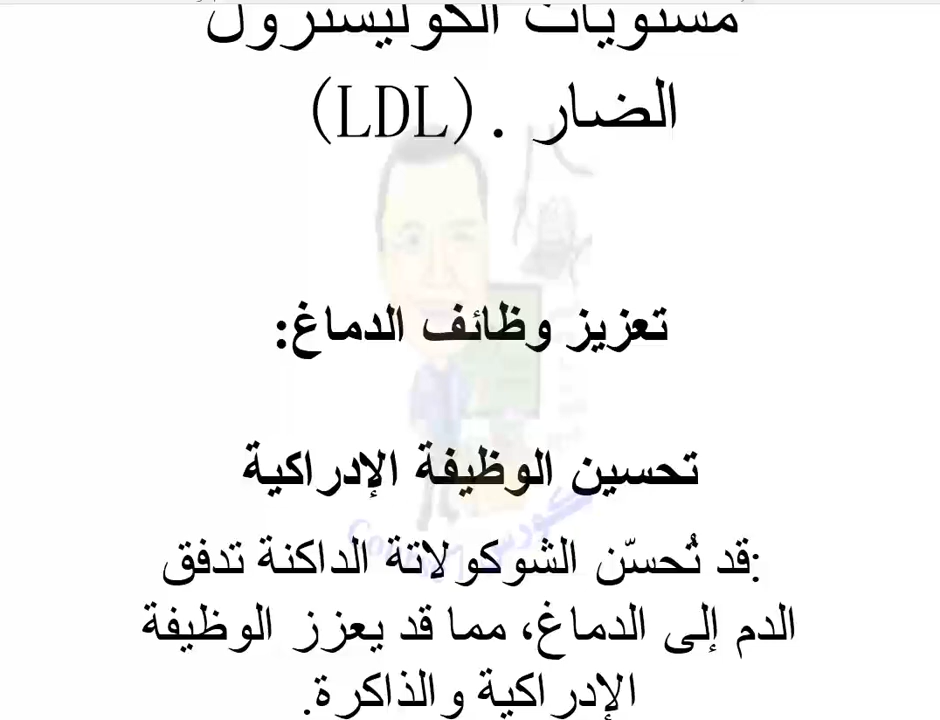 مستويات الكوليسترول
الضار . (LDL)
تعزيز وظائف الدماغ:
تحسين الوظيفة الإدراكية
:قد تُحسّن الشوكولاتة الداكنة تدفق
الدم إلى الدماغ، مما قد يعزز الوظيفة
الإدراكية والذاكرة.